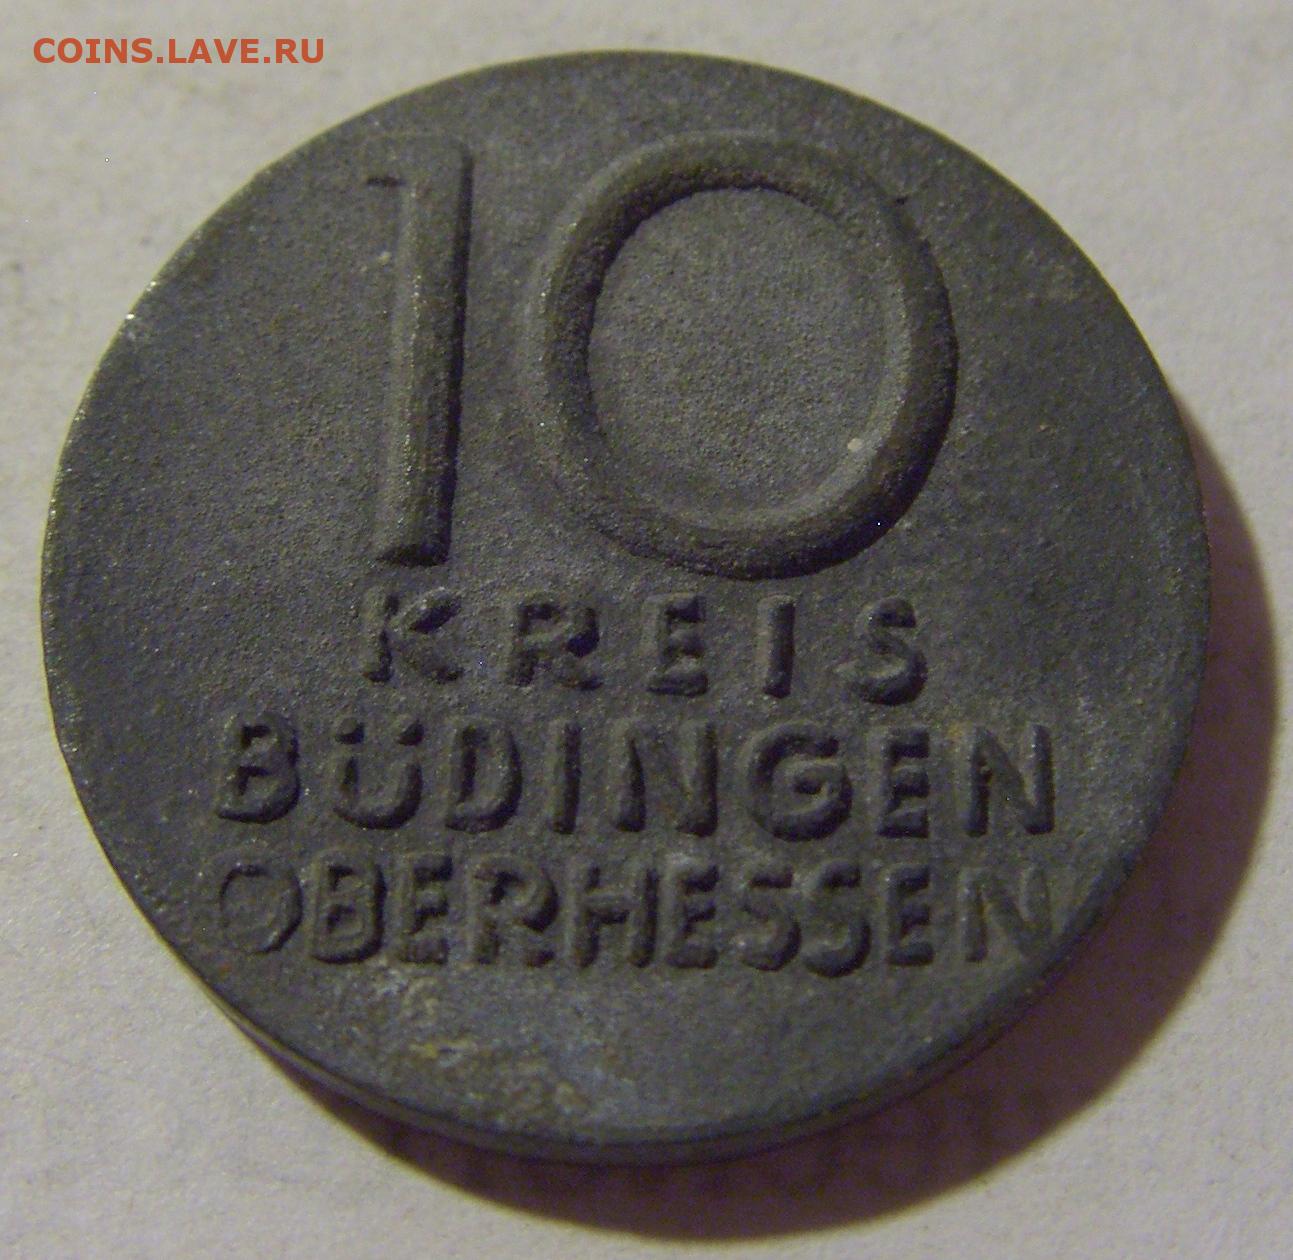 COINS.LAVE.RU
10
KREIS
BÜDINGEN
OBERHESSEN